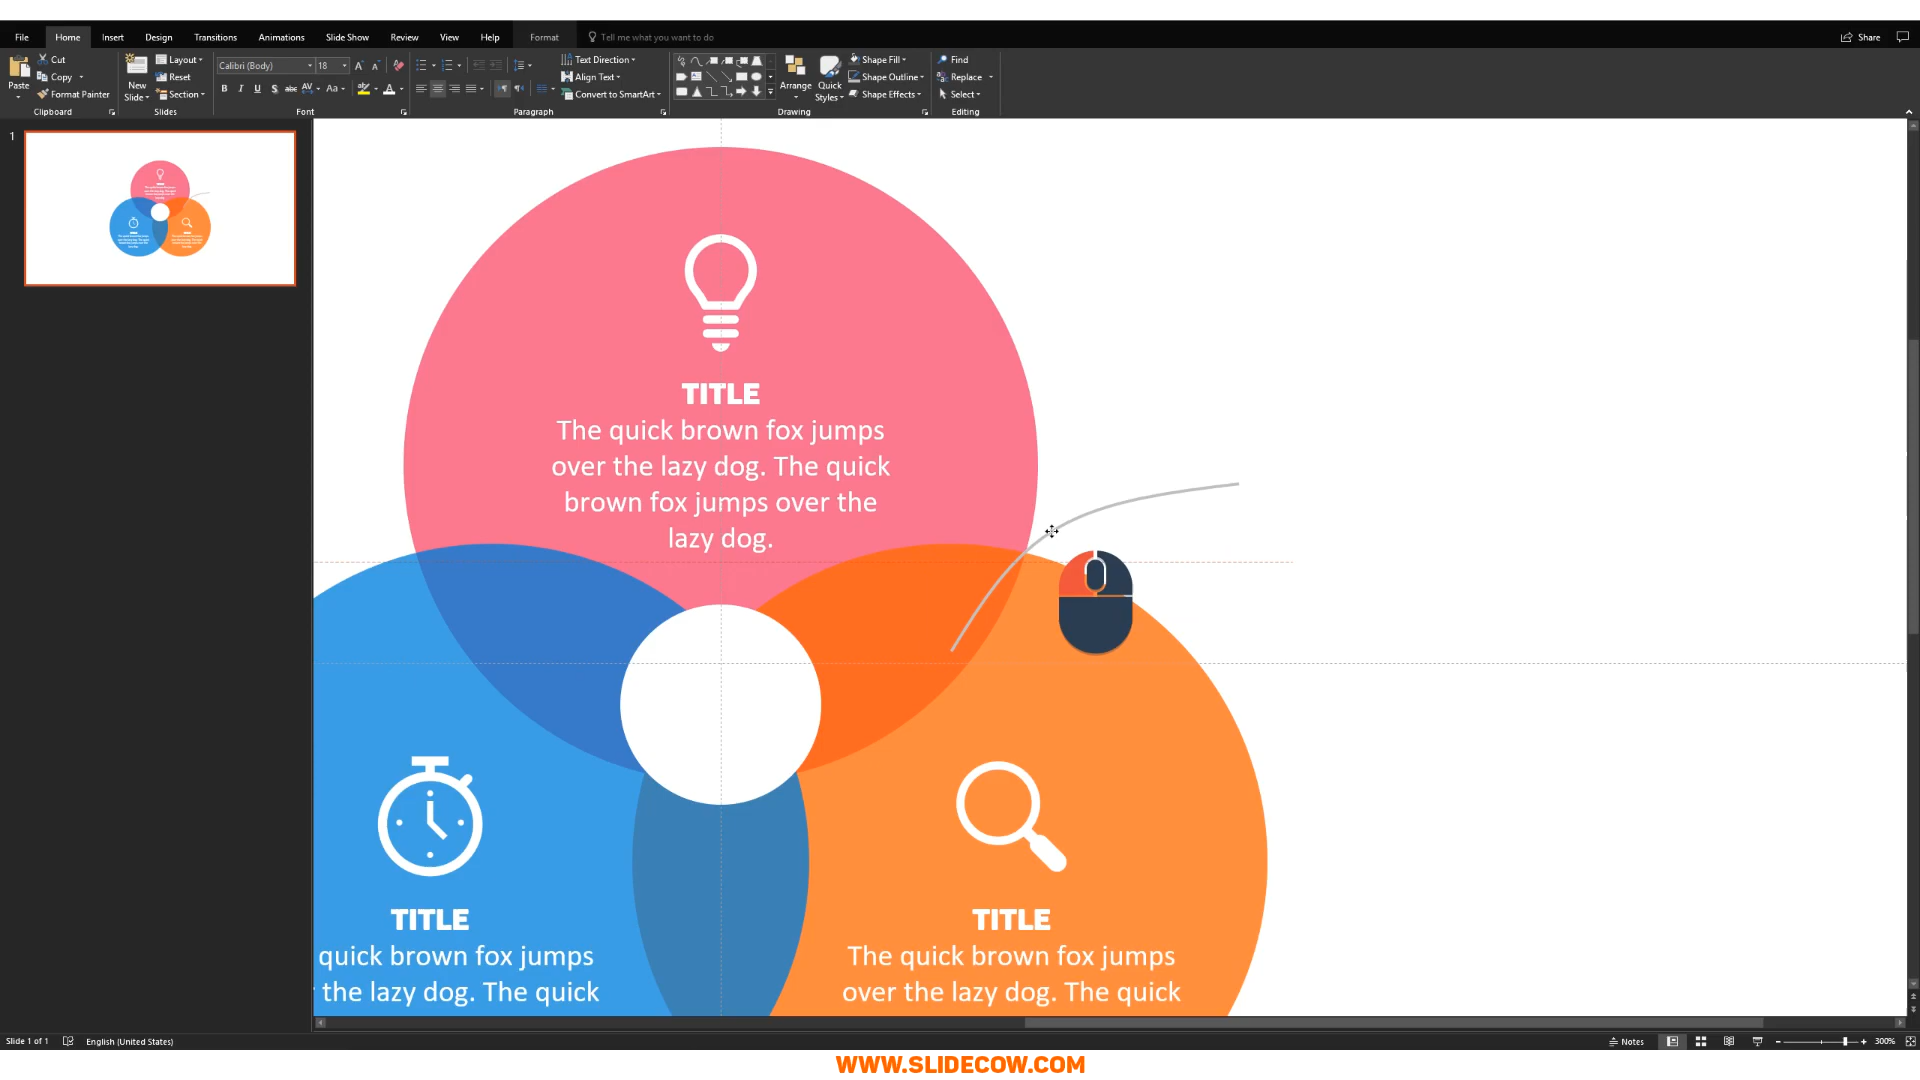 File Home Insert Design Transitions Animations Slide Show Review View Help Format Tell me what you want to do Share
Cut Layout Calibri (Body) 18 Text Direction Shape Fill Find
Paste Copy New Slide Reset Align Text Arrange Quick Styles Shape Outline Replace
Format Painter Section B I U S abc AV Aa A Convert to SmartArt Shape Effects Select
Clipboard Slides Font Paragraph Drawing Editing
1
TITLE
The quick brown fox jumps
over the lazy dog. The quick
brown fox jumps over the
lazy dog.
TITLE
quick brown fox jumps
the lazy dog. The quick
TITLE
The quick brown fox jumps
over the lazy dog. The quick
Slide 1 of 1 English (United States) Notes 300%
WWW.SLIDECOW.COM